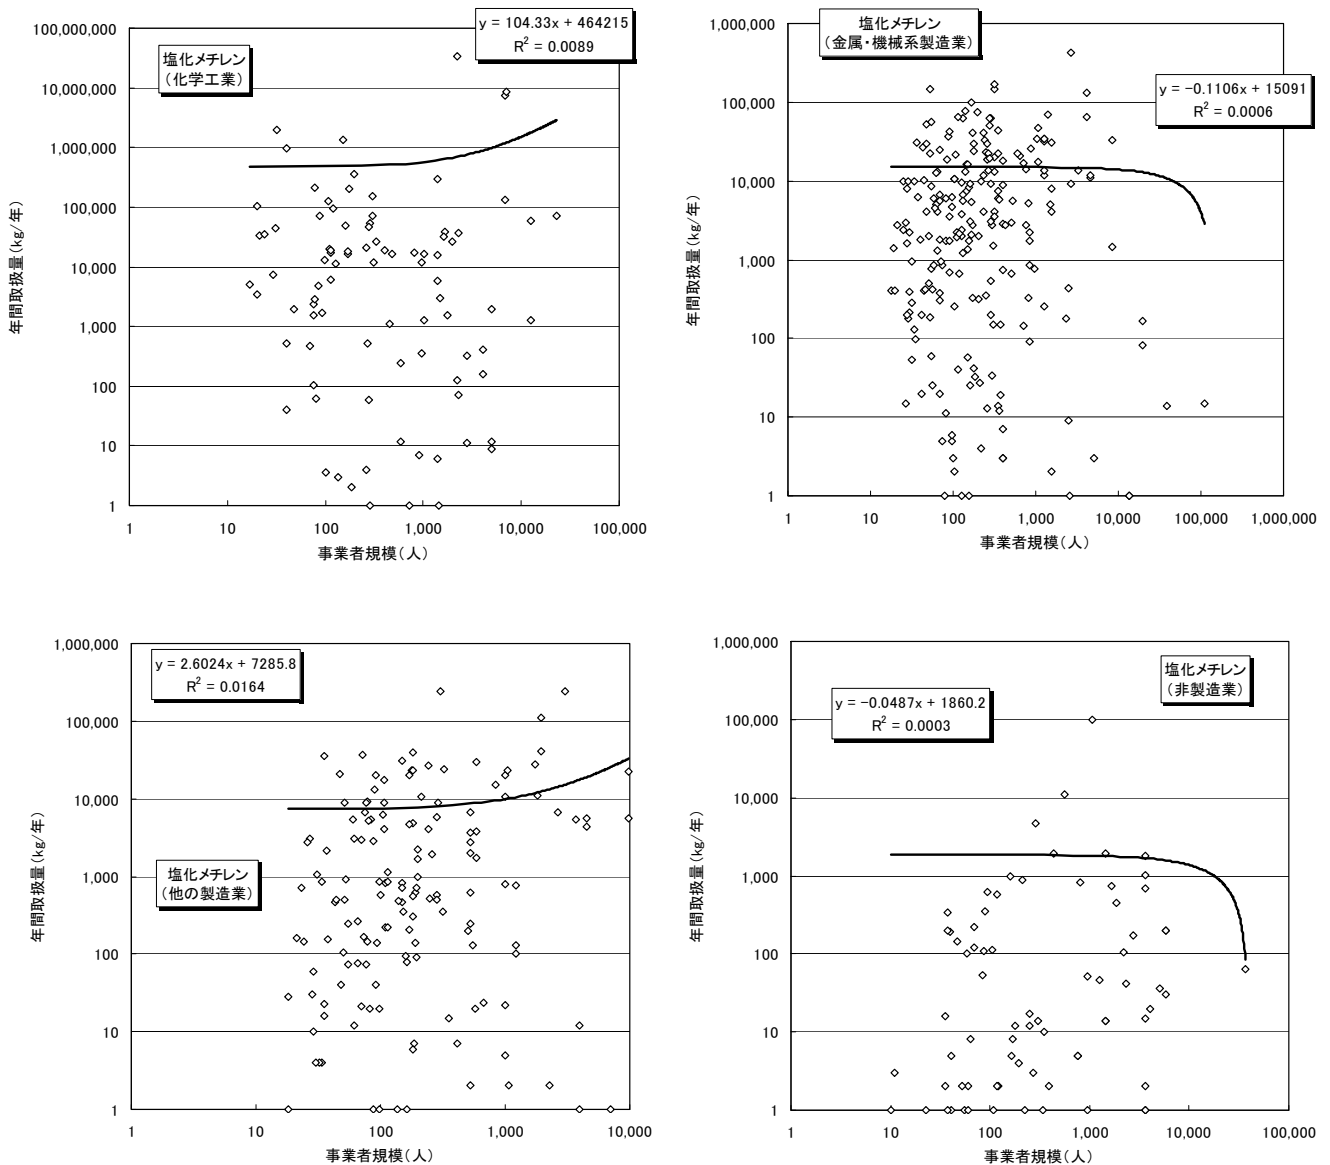 塩化メチレン
(化学工業)
y = 104.33x + 464215
R² = 0.0089
100,000,000
10,000,000
1,000,000
100,000
10,000
1,000
100
10
1
年間取扱量(kg/年)
1 10 100 1,000 10,000 100,000
事業者規模(人)
塩化メチレン
(金属・機械系製造業)
y = −0.1106x + 15091
R² = 0.0006
1,000,000
100,000
10,000
1,000
100
10
1
年間取扱量(kg/年)
1 10 100 1,000 10,000 100,000 1,000,000
事業者規模(人)
y = 2.6024x + 7285.8
R² = 0.0164
塩化メチレン
(他の製造業)
1,000,000
100,000
10,000
1,000
100
10
1
年間取扱量(kg/年)
1 10 100 1,000 10,000
事業者規模(人)
塩化メチレン
(非製造業)
y = −0.0487x + 1860.2
R² = 0.0003
1,000,000
100,000
10,000
1,000
100
10
1
年間取扱量(kg/年)
1 10 100 1,000 10,000 100,000
事業者規模(人)